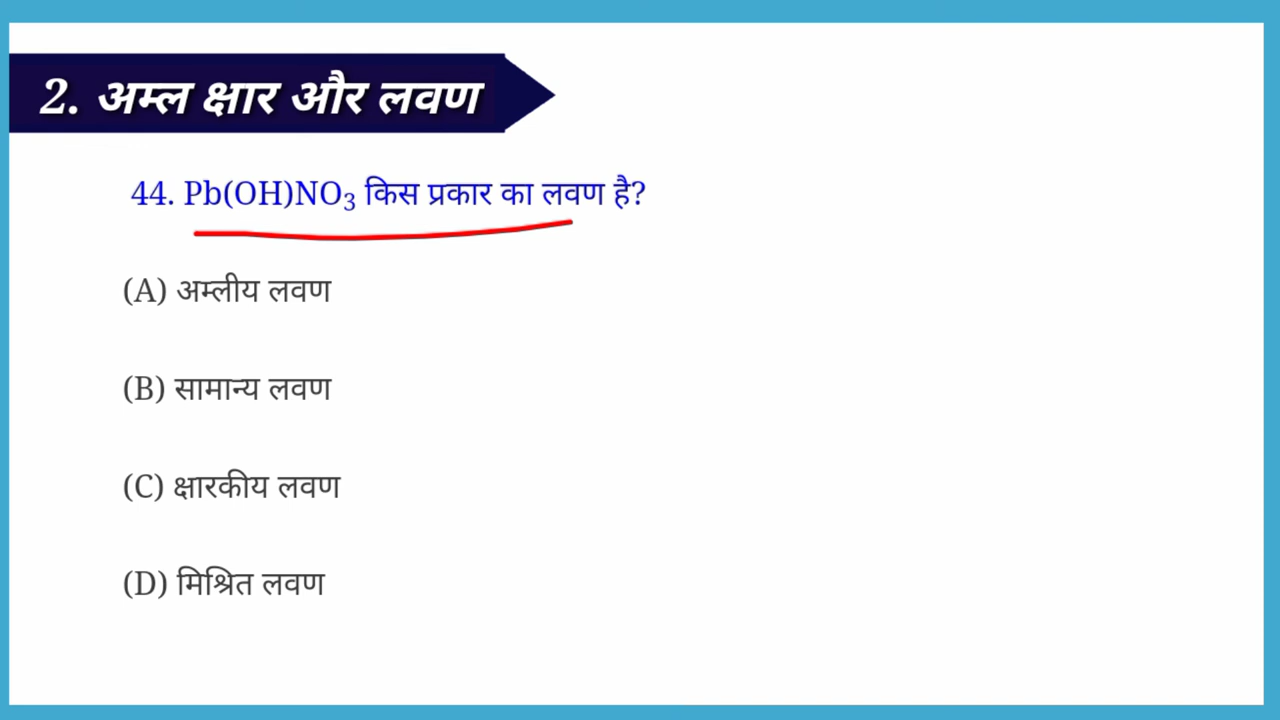 2. अम्ल क्षार और लवण
44. Pb(OH)NO₃ किस प्रकार का लवण है?
(A) अम्लीय लवण
(B) सामान्य लवण
(C) क्षारकीय लवण
(D) मिश्रित लवण